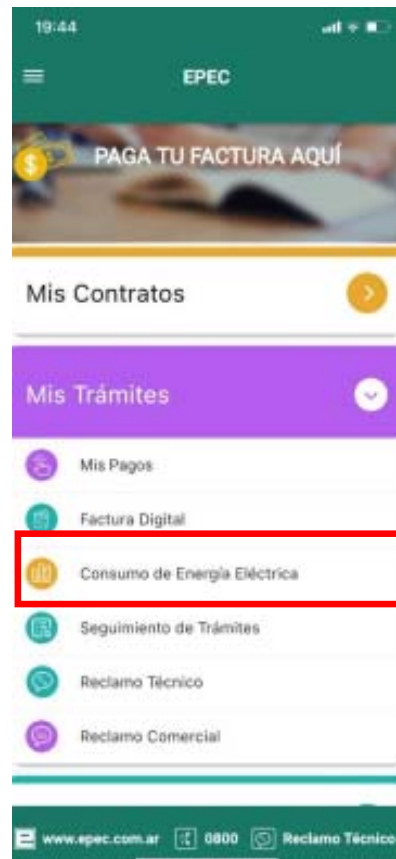 19:44
EPEC
PAGA TU FACTURA AQUÍ
Mis Contratos
Mis Trámites
Mis Pagos
Factura Digital
Consumo de Energía Eléctrica
Seguimiento de Trámites
Reclamo Técnico
Reclamo Comercial
www.epec.com.ar 0800 Reclamo Técnico